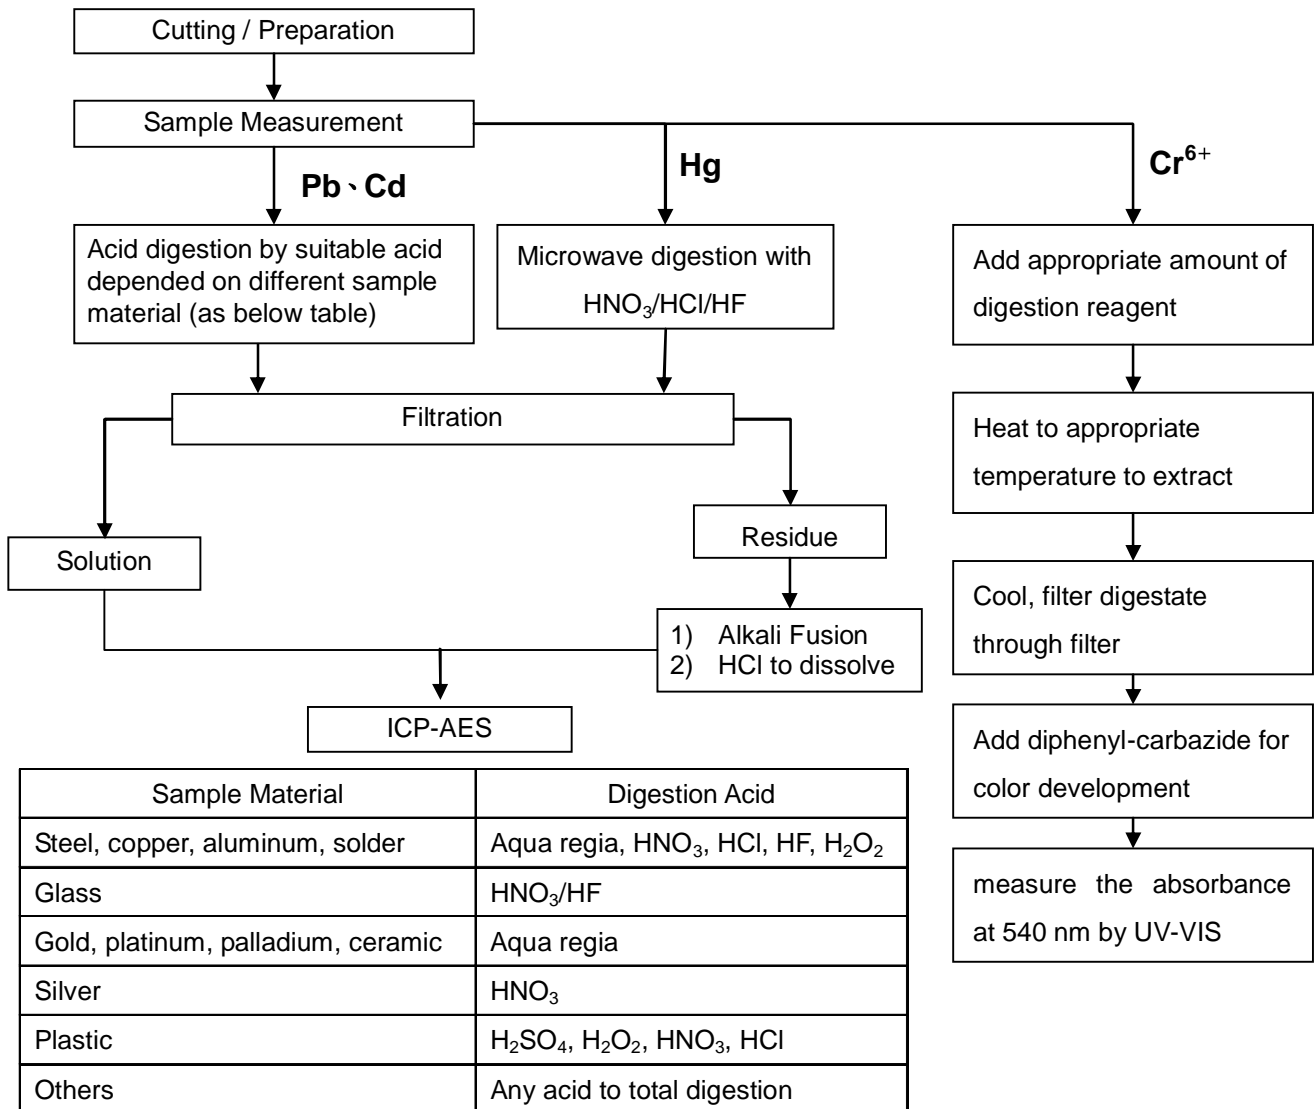 Cutting / Preparation
Sample Measurement
Pb、Cd
Hg
Cr⁶⁺
Acid digestion by suitable acid
depended on different sample
material (as below table)
Microwave digestion with
HNO₃/HCl/HF
Add appropriate amount of
digestion reagent
Filtration
Heat to appropriate
temperature to extract
Solution
Residue
1) Alkali Fusion
2) HCl to dissolve
Cool, filter digestate
through filter
ICP-AES
Add diphenyl-carbazide for
color development
measure the absorbance
at 540 nm by UV-VIS
Sample Material Digestion Acid
Steel, copper, aluminum, solder Aqua regia, HNO₃, HCl, HF, H₂O₂
Glass HNO₃/HF
Gold, platinum, palladium, ceramic Aqua regia
Silver HNO₃
Plastic H₂SO₄, H₂O₂, HNO₃, HCl
Others Any acid to total digestion